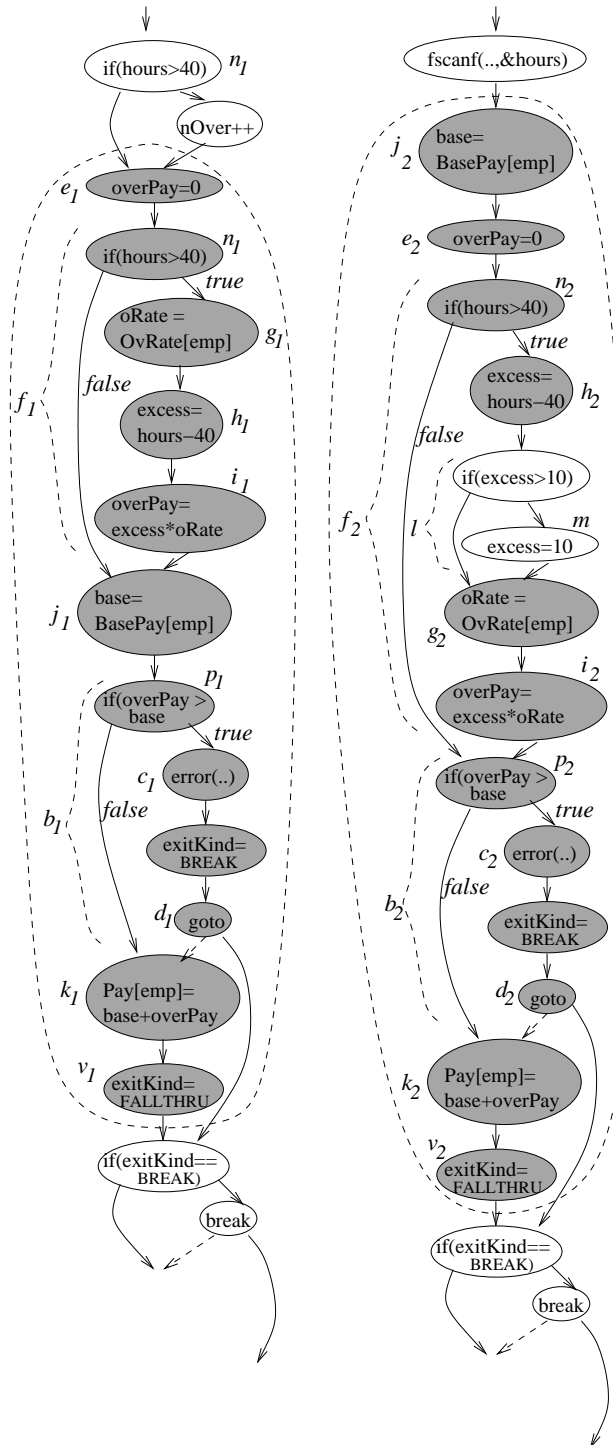 if(hours>40) n1
nOver++
e1 overPay=0
if(hours>40) n1
true
oRate =
OvRate[emp] g1
false
f1
excess=
hours−40 h1
i1
overPay=
excess*oRate
base=
j1 BasePay[emp]
p1
if(overPay >
base
true
c1 error(..)
false
b1
exitKind=
BREAK
d1 goto
k1 Pay[emp]=
base+overPay
v1 exitKind=
FALLTHRU
if(exitKind==
BREAK)
break
fscanf(..,&hours)
base=
j2 BasePay[emp]
e2 overPay=0
n2
if(hours>40)
true
excess=
hours−40 h2
false
if(excess>10)
l
m
f2
excess=10
oRate =
OvRate[emp]
g2
i2
overPay=
excess*oRate
p2
if(overPay >
base
true
c2 error(..)
false
b2
exitKind=
BREAK
d2 goto
Pay[emp]=
k2 base+overPay
v2
exitKind=
FALLTHRU
if(exitKind==
BREAK)
break